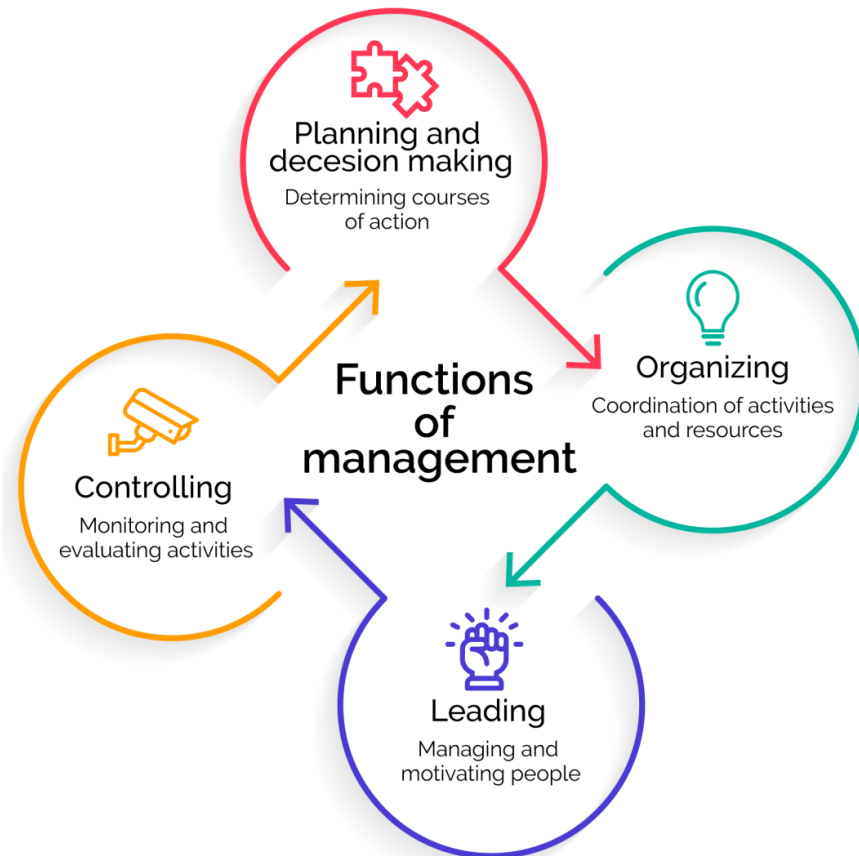 Planning and
decesion making
Determining courses
of action
Organizing
Coordination of activities
and resources
Functions
of
management
Controlling
Monitoring and
evaluating activities
Leading
Managing and
motivating people